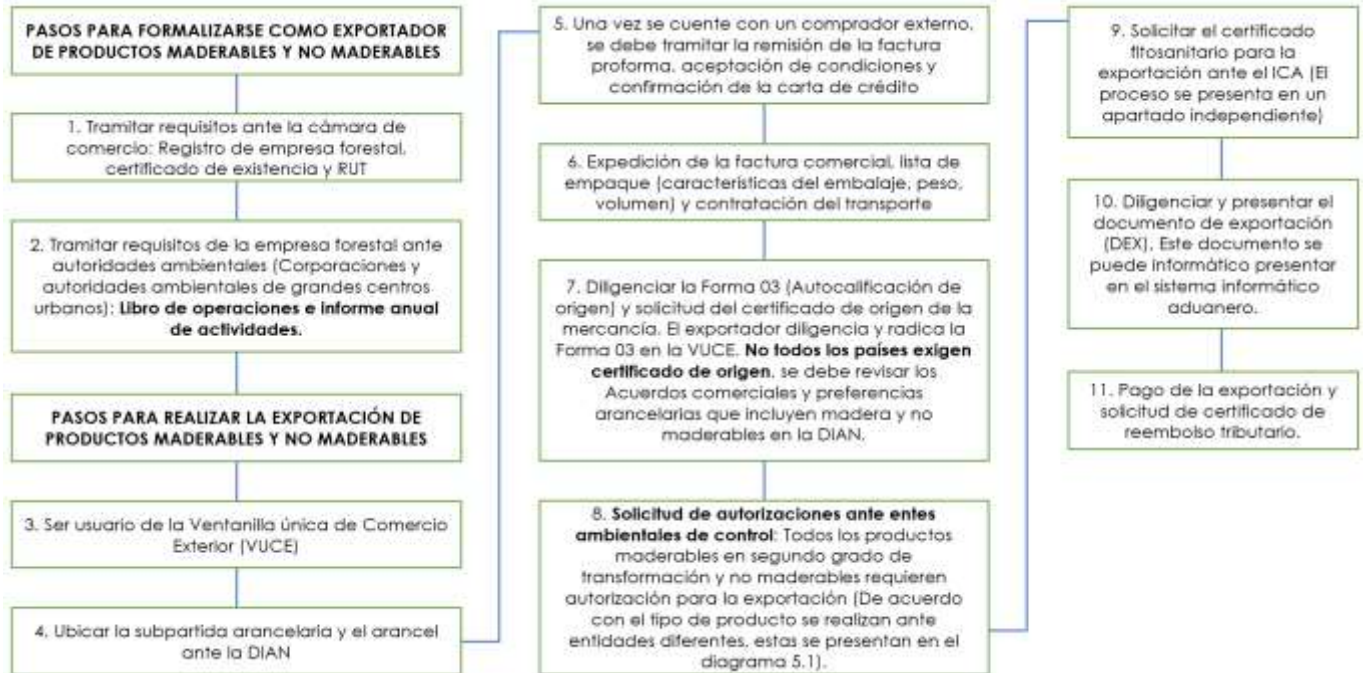 PASOS PARA FORMALIZARSE COMO EXPORTADOR
DE PRODUCTOS MADERABLES Y NO MADERABLES
1. Tramitar requisitos ante la cámara de
comercio: Registro de empresa forestal,
certificado de existencia y RUT
2. Tramitar requisitos de la empresa forestal ante
autoridades ambientales (Corporaciones y
autoridades ambientales de grandes centros
urbanos): Libro de operaciones e informe anual
de actividades.
PASOS PARA REALIZAR LA EXPORTACIÓN DE
PRODUCTOS MADERABLES Y NO MADERABLES
3. Ser usuario de la Ventanilla única de Comercio
Exterior (VUCE)
4. Ubicar la subpartida arancelaria y el arancel
ante la DIAN
5. Una vez se cuente con un comprador externo,
se debe tramitar la remisión de la factura
proforma, aceptación de condiciones y
confirmación de la carta de crédito
6. Expedición de la factura comercial, lista de
empaque (características del embalaje, peso,
volumen) y contratación del transporte
7. Diligenciar la Forma 03 (Autocalificación de
origen) y solicitud del certificado de origen de la
mercancía. El exportador diligencia y radica la
Forma 03 en la VUCE. No todos los países exigen
certificado de origen, se debe revisar los
Acuerdos comerciales y preferencias
arancelarias que incluyen madera y no
maderables en la DIAN.
8. Solicitud de autorizaciones ante entes
ambientales de control: Todos los productos
maderables en segundo grado de
transformación y no maderables requieren
autorización para la exportación (De acuerdo
con el tipo de producto se realizan ante
entidades diferentes, estas se presentan en el
diagrama 5.1).
9. Solicitar el certificado
fitosanitario para la
exportación ante el ICA (El
proceso se presenta en un
apartado independiente)
10. Diligenciar y presentar el
documento de exportación
(DEX). Este documento se
puede informático presentar
en el sistema informático
aduanero.
11. Pago de la exportación y
solicitud de certificado de
reembolso tributario.